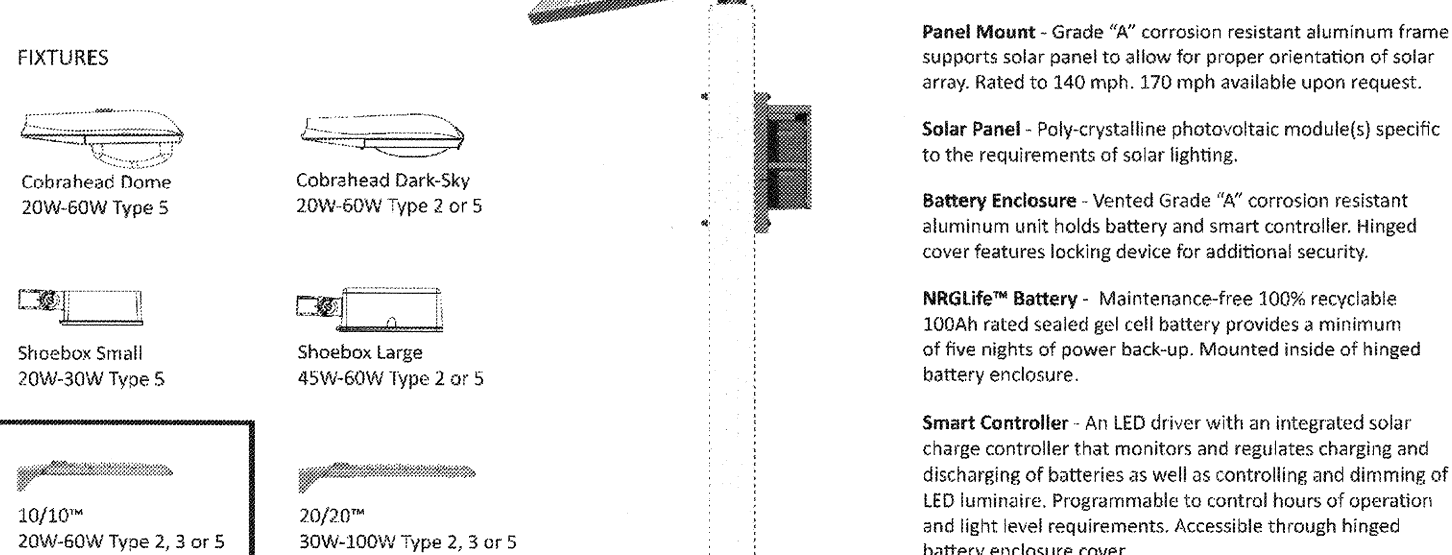 FIXTURES
Cobrahead Dome
20W-60W Type 5
Cobrahead Dark-Sky
20W-60W Type 2 or 5
Shoebox Small
20W-30W Type 5
Shoebox Large
45W-60W Type 2 or 5
10/10™
20W-60W Type 2, 3 or 5
20/20™
30W-100W Type 2, 3 or 5
Panel Mount - Grade "A" corrosion resistant aluminum frame
supports solar panel to allow for proper orientation of solar
array. Rated to 140 mph. 170 mph available upon request.
Solar Panel - Poly-crystalline photovoltaic module(s) specific
to the requirements of solar lighting.
Battery Enclosure - Vented Grade "A" corrosion resistant
aluminum unit holds battery and smart controller. Hinged
cover features locking device for additional security.
NRGLife™ Battery - Maintenance-free 100% recyclable
100Ah rated sealed gel cell battery provides a minimum
of five nights of power back-up. Mounted inside of hinged
battery enclosure.
Smart Controller - An LED driver with an integrated solar
charge controller that monitors and regulates charging and
discharging of batteries as well as controlling and dimming of
LED luminaire. Programmable to control hours of operation
and light level requirements. Accessible through hinged
battery enclosure cover.